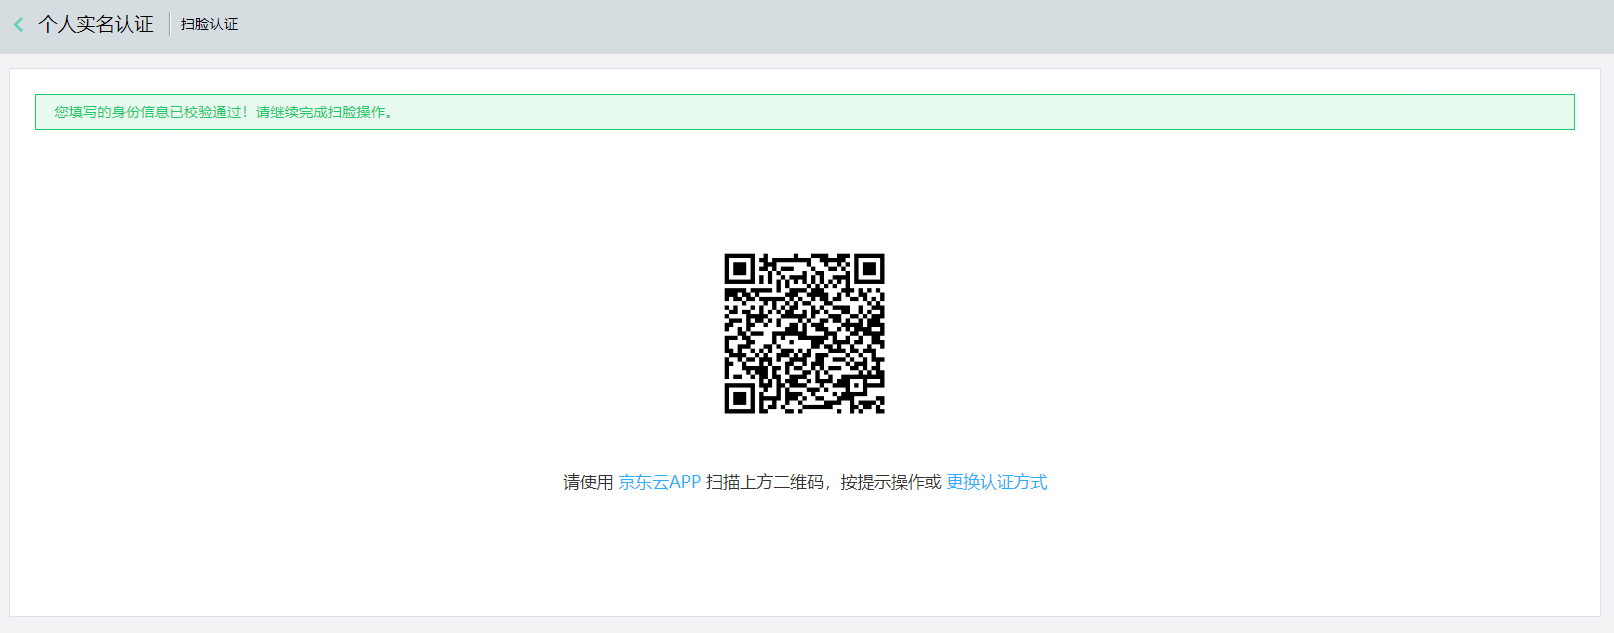 个人实名认证 扫脸认证
您填写的身份信息已校验通过！请继续完成扫脸操作。
请使用 京东云APP 扫描上方二维码，按提示操作或 更换认证方式